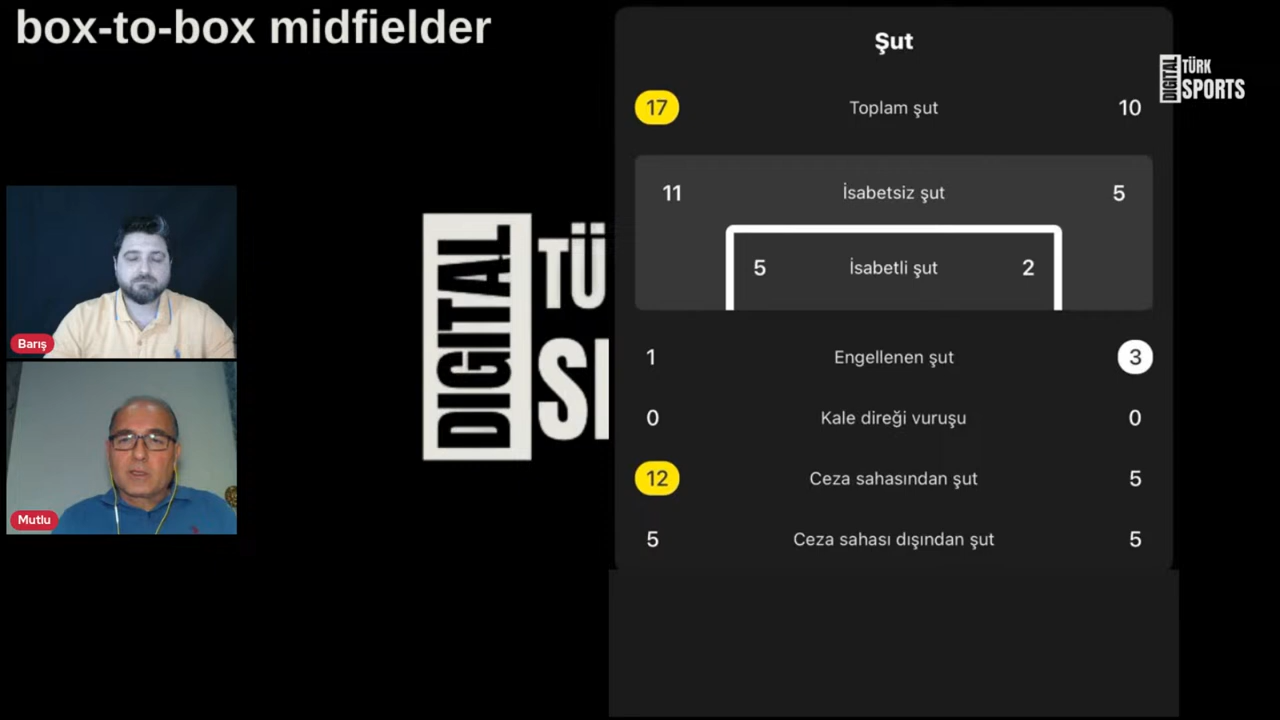 box-to-box midfielder
Şut
DIGITAL TÜRK SPORTS
17 Toplam şut 10
11 İsabetsiz şut 5
5 İsabetli şut 2
1 Engellenen şut 3
0 Kale direği vuruşu 0
12 Ceza sahasından şut 5
5 Ceza sahası dışından şut 5
DIGITAL
TÜ
Barış
Mutlu